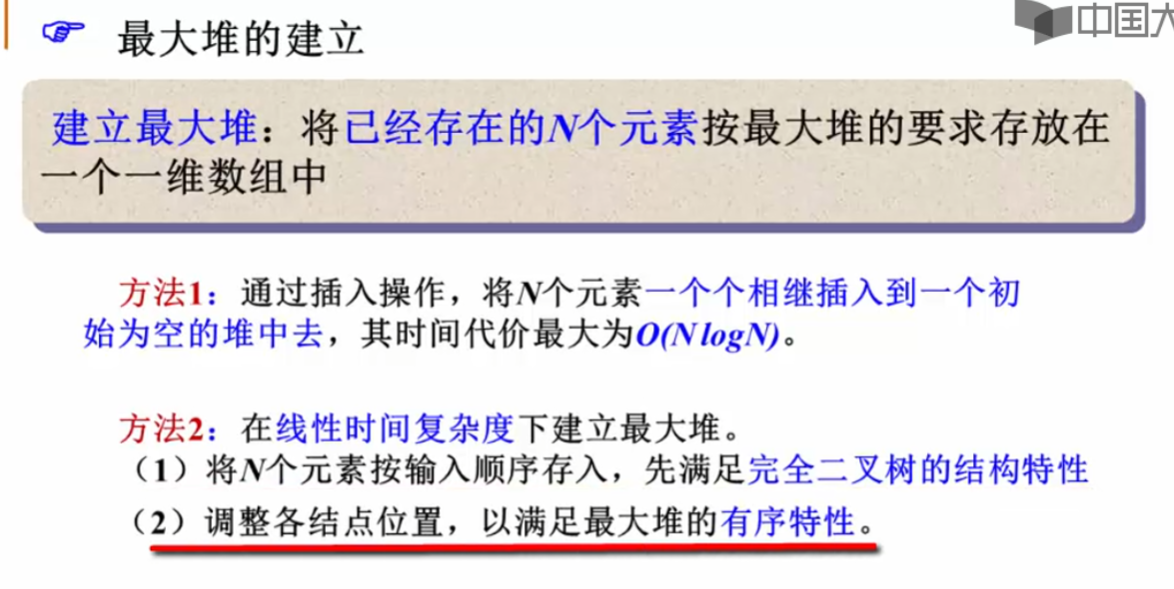 最大堆的建立
中国大
建立最大堆：将已经存在的N个元素按最大堆的要求存放在
一个一维数组中
方法1：通过插入操作，将N个元素一个个相继插入到一个初
始为空的堆中去，其时间代价最大为O(N logN)。
方法2：在线性时间复杂度下建立最大堆。
（1）将N个元素按输入顺序存入，先满足完全二叉树的结构特性
（2）调整各结点位置，以满足最大堆的有序特性。